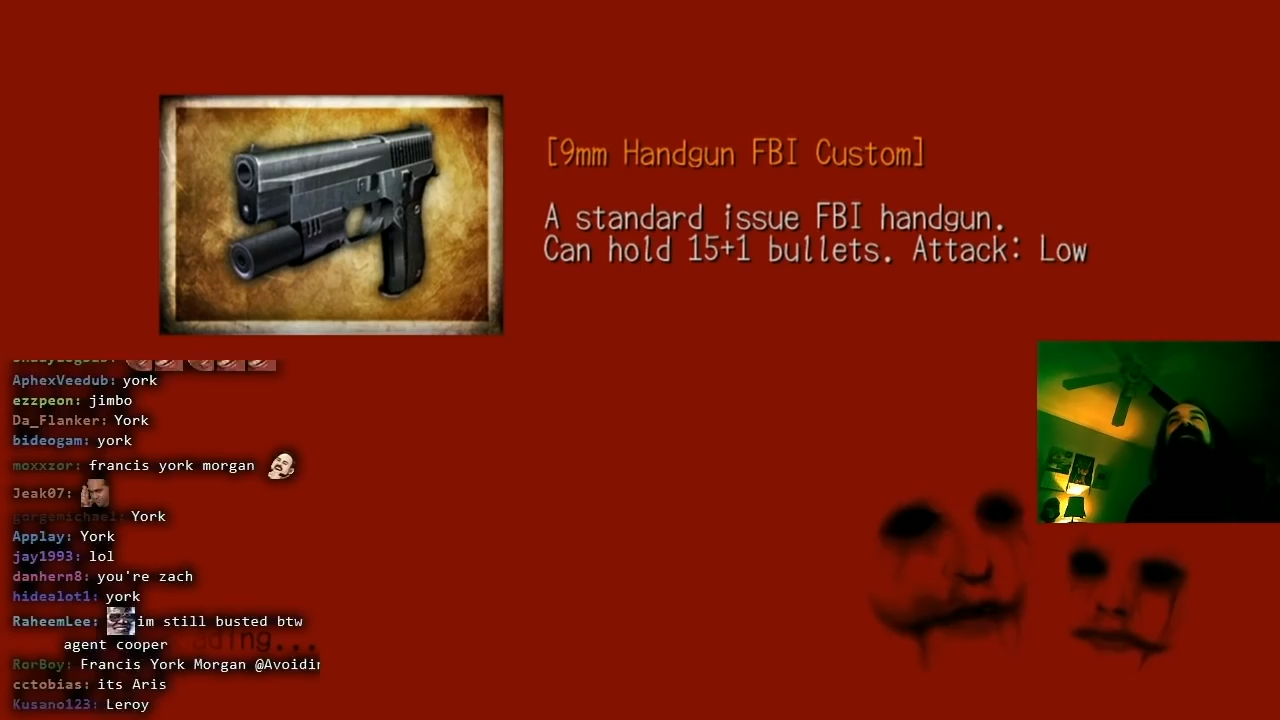 [9mm Handgun FBI Custom]
A standard issue FBI handgun.
Can hold 15+1 bullets. Attack: Low
AphexVeedub: york
ezzpeon: jimbo
Da_Flanker: York
bideogam: york
moxxzor: francis york morgan
Jeak07:
gorgemichael: York
Applay: York
jay1993: lol
danhern8: you're zach
hidealot1: york
RaheemLee: im still busted btw
agent cooper
RorBoy: Francis York Morgan @Avoidin
cctobias: its Aris
Kusano123: Leroy